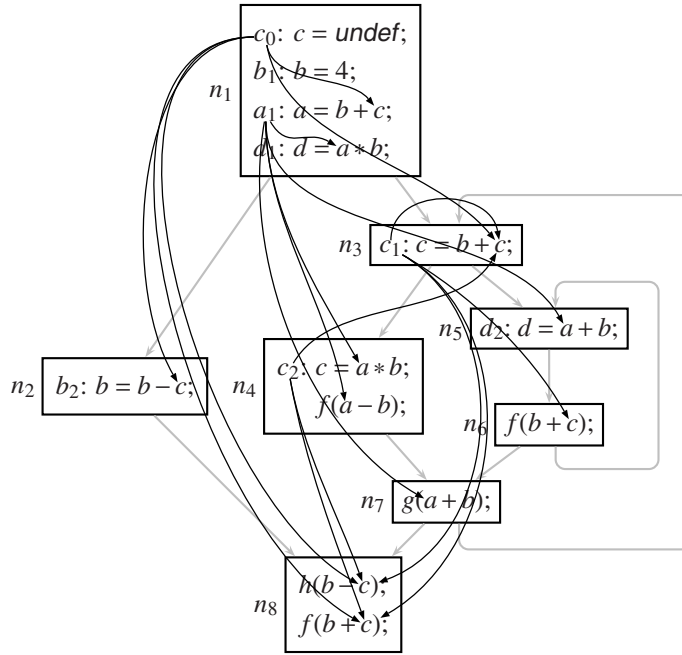 c₀: c = undef;
b₁: b = 4;
n₁
a₁: a = b + c;
d₁: d = a ∗ b;
n₃ c₁: c = b + c;
n₅ d₂: d = a + b;
n₂ b₂: b = b − c;
n₄ c₂: c = a ∗ b;
f(a − b);
n₆ f(b + c);
n₇ g(a + b);
h(b − c);
n₈
f(b + c);